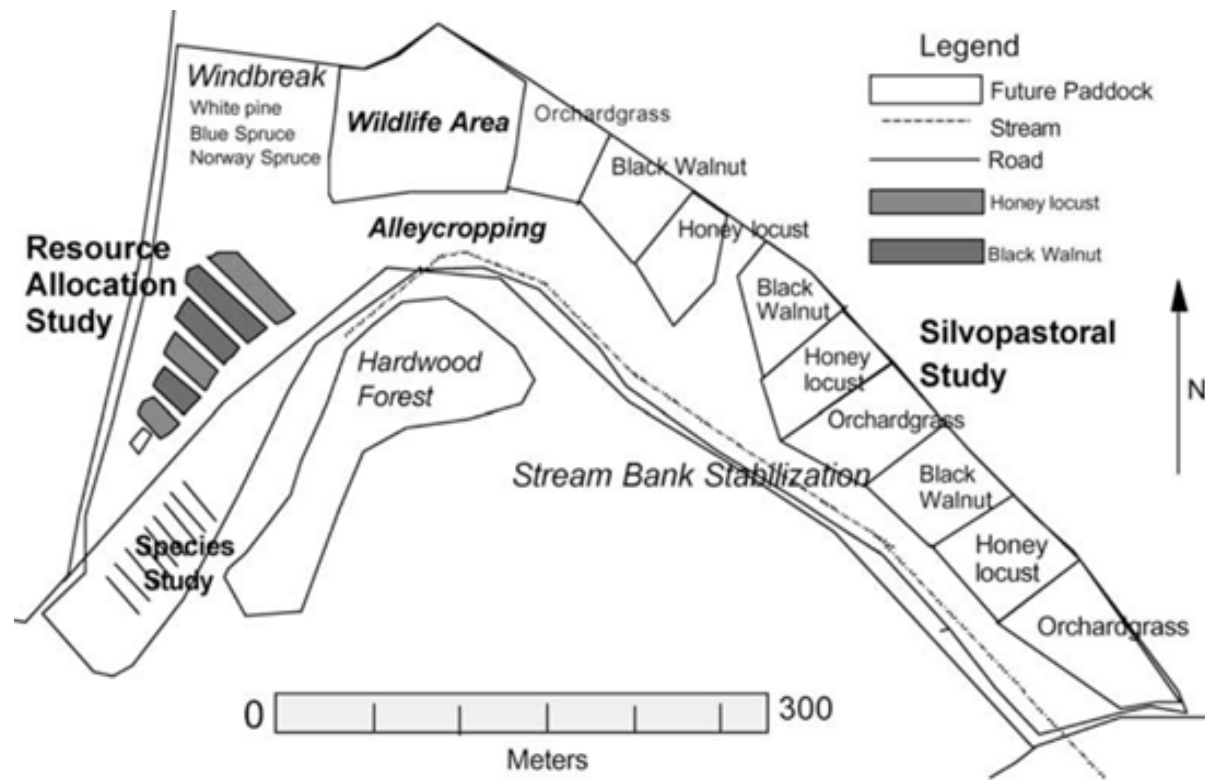 Windbreak
White pine
Blue Spruce
Norway Spruce
Wildlife Area
Orchardgrass
Black Walnut
Honey locust
Alleycropping
Resource
Allocation
Study
Hardwood
Forest
Species
Study
Stream Bank Stabilization
Black
Walnut
Honey
locust
Orchardgrass
Black
Walnut
Honey
locust
Orchardgrass
Silvopastoral
Study
Legend
Future Paddock
Stream
Road
Honey locust
Black Walnut
N
0
300
Meters